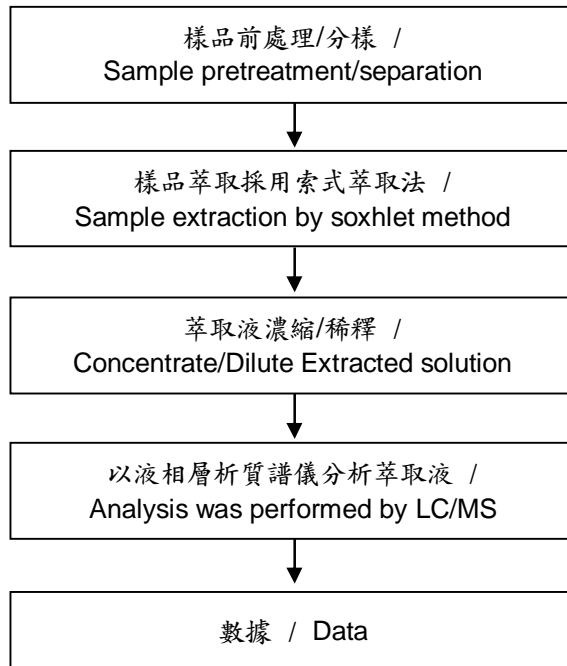 樣品前處理/分樣 /
Sample pretreatment/separation
樣品萃取採用索式萃取法 /
Sample extraction by soxhlet method
萃取液濃縮/稀釋 /
Concentrate/Dilute Extracted solution
以液相層析質譜儀分析萃取液 /
Analysis was performed by LC/MS
數據 / Data